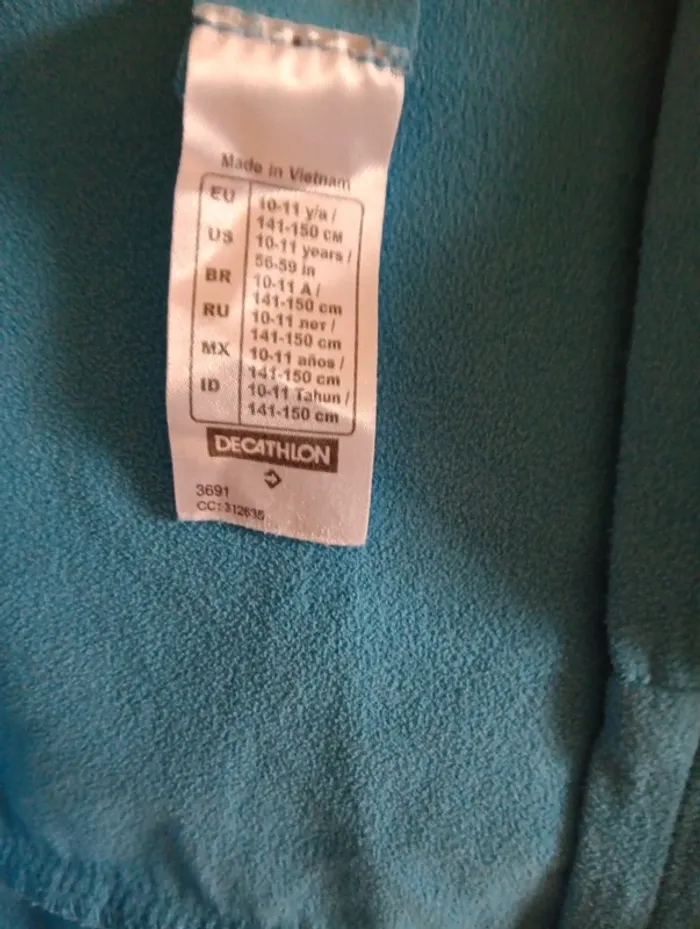 Made in Vietnam
EU 10-11 y/a /
141-150 CM
US 10-11 years /
56-59 in
BR 10-11 A /
141-150 cm
RU 10-11 лет /
141-150 cm
MX 10-11 años /
141-150 cm
ID 10-11 Tahun /
141-150 cm
DECATHLON
3691
CC: 312635